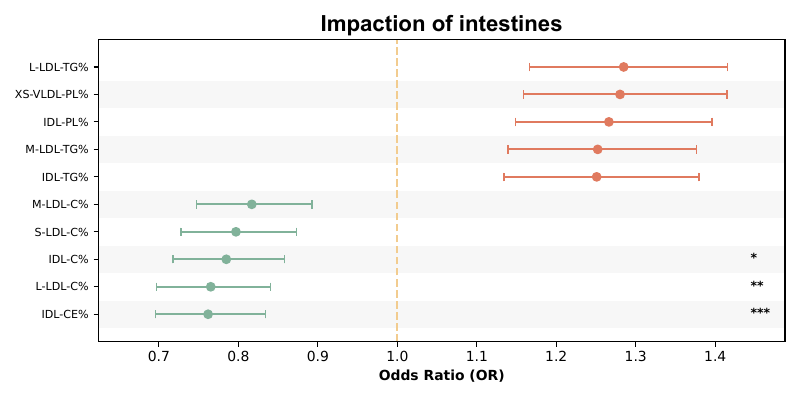 Impaction of intestines
L-LDL-TG%
XS-VLDL-PL%
IDL-PL%
M-LDL-TG%
IDL-TG%
M-LDL-C%
S-LDL-C%
IDL-C% *
L-LDL-C% **
IDL-CE% ***
0.7 0.8 0.9 1.0 1.1 1.2 1.3 1.4
Odds Ratio (OR)